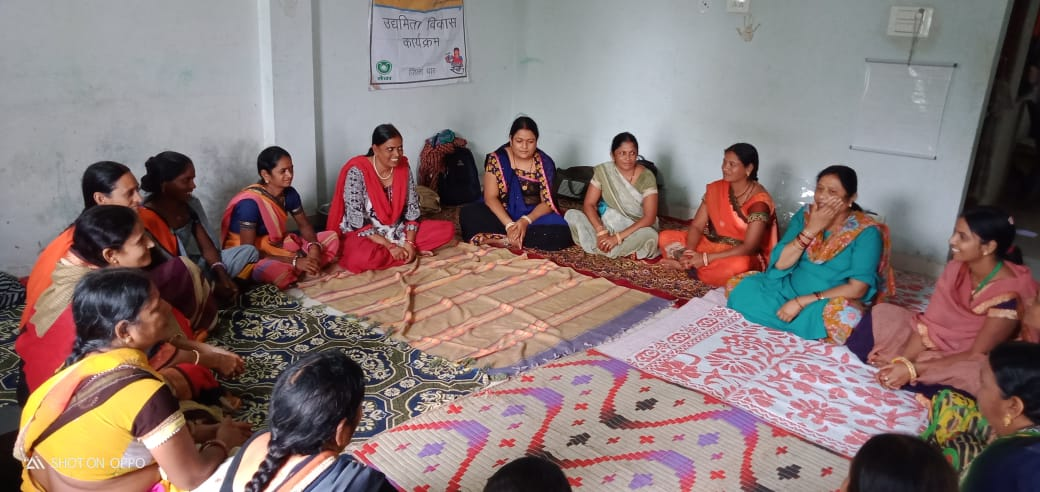 उद्यमिता विकास
कार्यक्रम
सेवा
जिला धार
SHOT ON OPPO